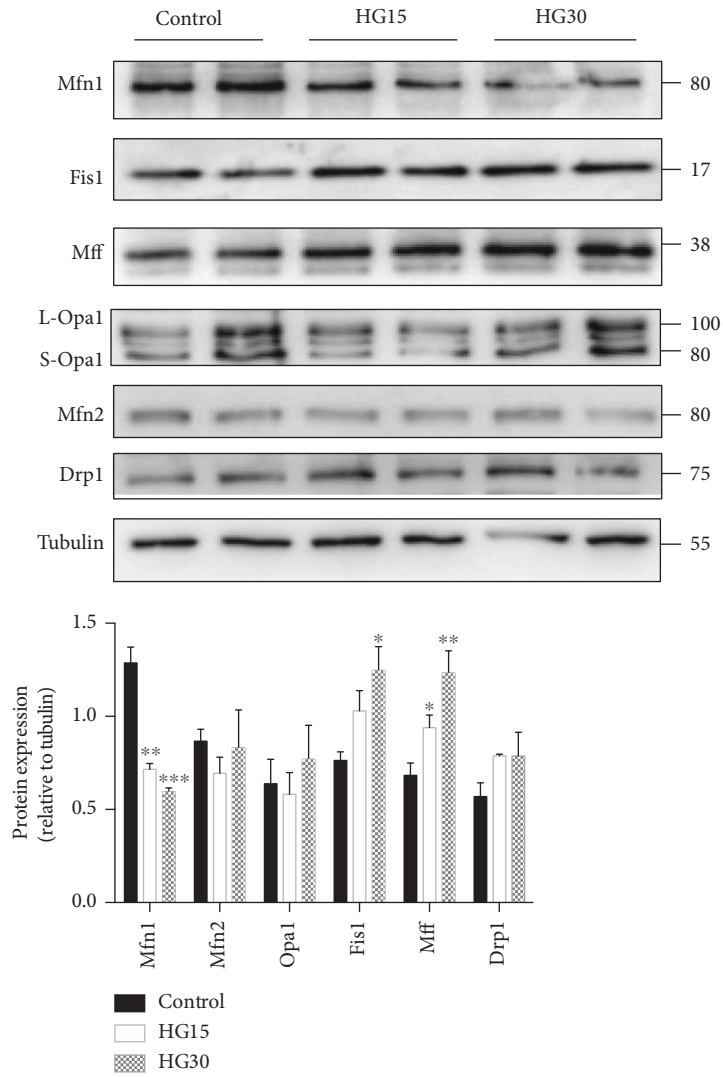 Control HG15 HG30
Mfn1 80
Fis1 17
Mff 38
L-Opa1 100
S-Opa1 80
Mfn2 80
Drp1 75
Tubulin 55
Protein expression
(relative to tubulin)
1.5
1.0
0.5
0.0
** *** * * **
Mfn1 Mfn2 Opa1 Fis1 Mff Drp1
Control
HG15
HG30